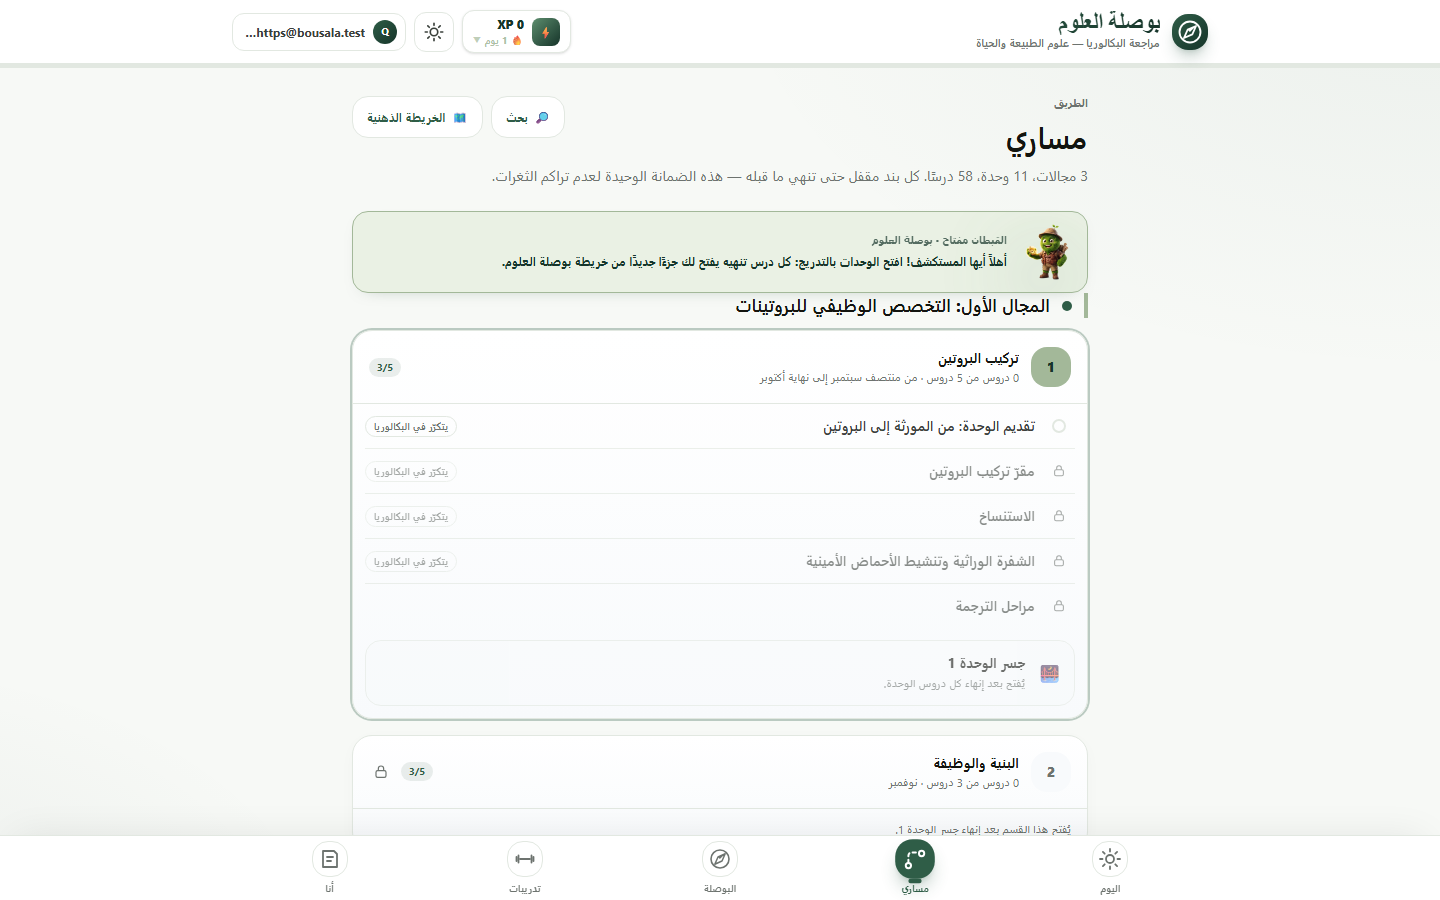 بوصلة العلوم
مراجعة البكالوريا — علوم الطبيعة والحياة
XP 0
🔥 1 يوم ▼
Q
https@bousala.test...
الطريق
مساري
3 مجالات، 11 وحدة، 58 درسًا. كل بند مقفل حتى تنهي ما قبله — هذه الضمانة الوحيدة لعدم تراكم الثغرات.
🔎 بحث
🗺️ الخريطة الذهنية
القبطان مفتاح • بوصلة العلوم
أهلاً أيها المستكشف! افتح الوحدات بالتدريج: كل درس تنهيه يفتح لك جزءًا جديدًا من خريطة بوصلة العلوم.
المجال الأول: التخصص الوظيفي للبروتينات
1
تركيب البروتين
0 دروس من 5 دروس · من منتصف سبتمبر إلى نهاية أكتوبر
3/5
تقديم الوحدة: من المورثة إلى البروتين
يتكرّر في البكالوريا
مقرّ تركيب البروتين
يتكرّر في البكالوريا
الاستنساخ
يتكرّر في البكالوريا
الشفرة الوراثية وتنشيط الأحماض الأمينية
يتكرّر في البكالوريا
مراحل الترجمة
جسر الوحدة 1
يُفتح بعد إنهاء كل دروس الوحدة.
2
البنية والوظيفة
0 دروس من 3 دروس · نوفمبر
3/5
يُفتح هذا القسم بعد إنهاء جسر الوحدة 1.
اليوم
مساري
البوصلة
تدريبات
أنا